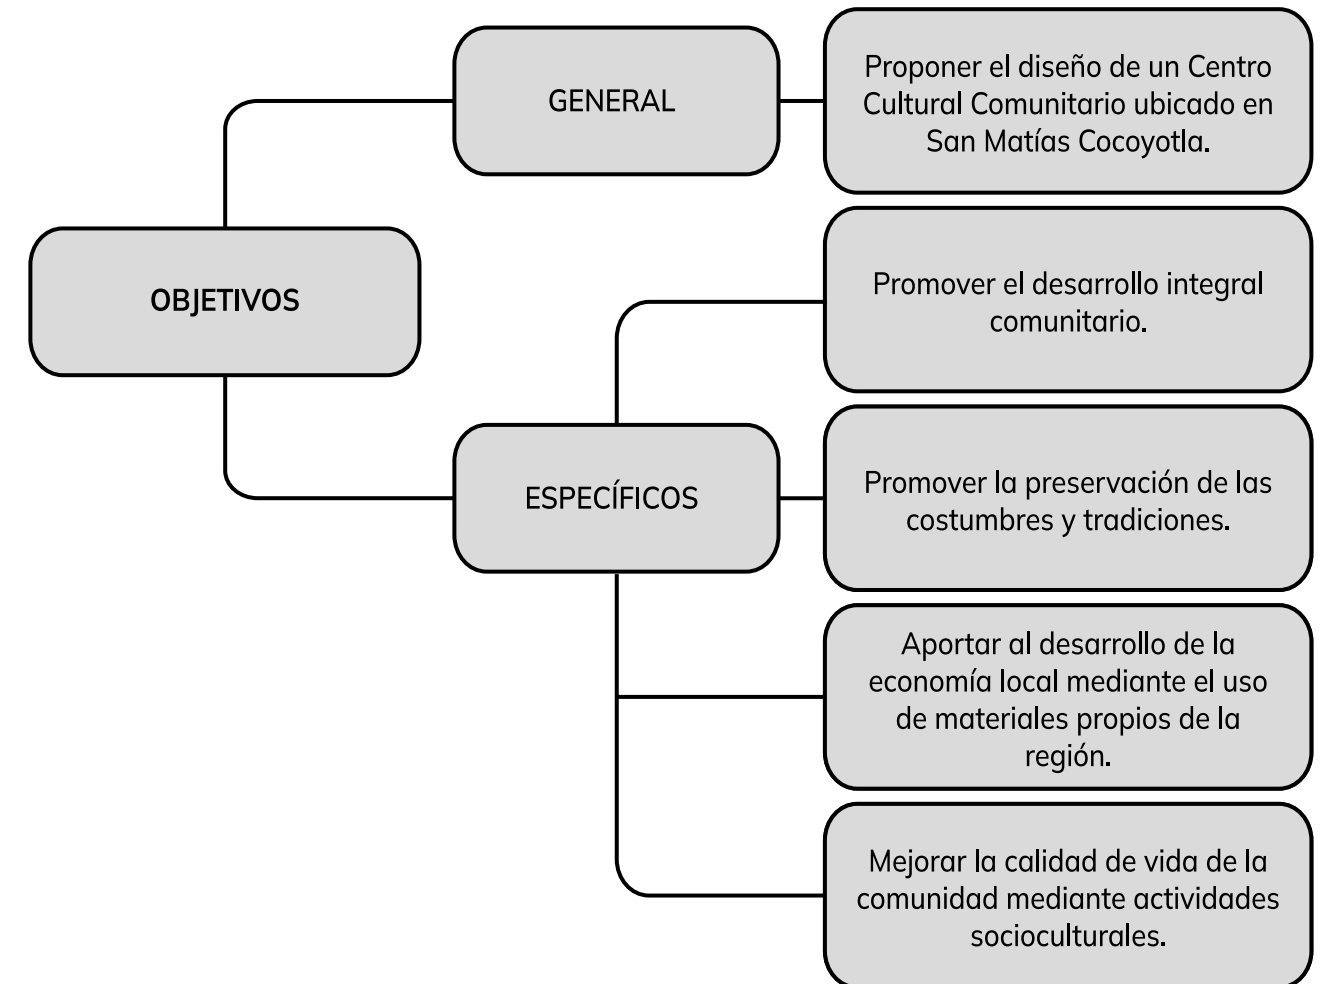 OBJETIVOS
GENERAL
Proponer el diseño de un Centro
Cultural Comunitario ubicado en
San Matías Cocoyotla.
ESPECÍFICOS
Promover el desarrollo integral
comunitario.
Promover la preservación de las
costumbres y tradiciones.
Aportar al desarrollo de la
economía local mediante el uso
de materiales propios de la
región.
Mejorar la calidad de vida de la
comunidad mediante actividades
socioculturales.